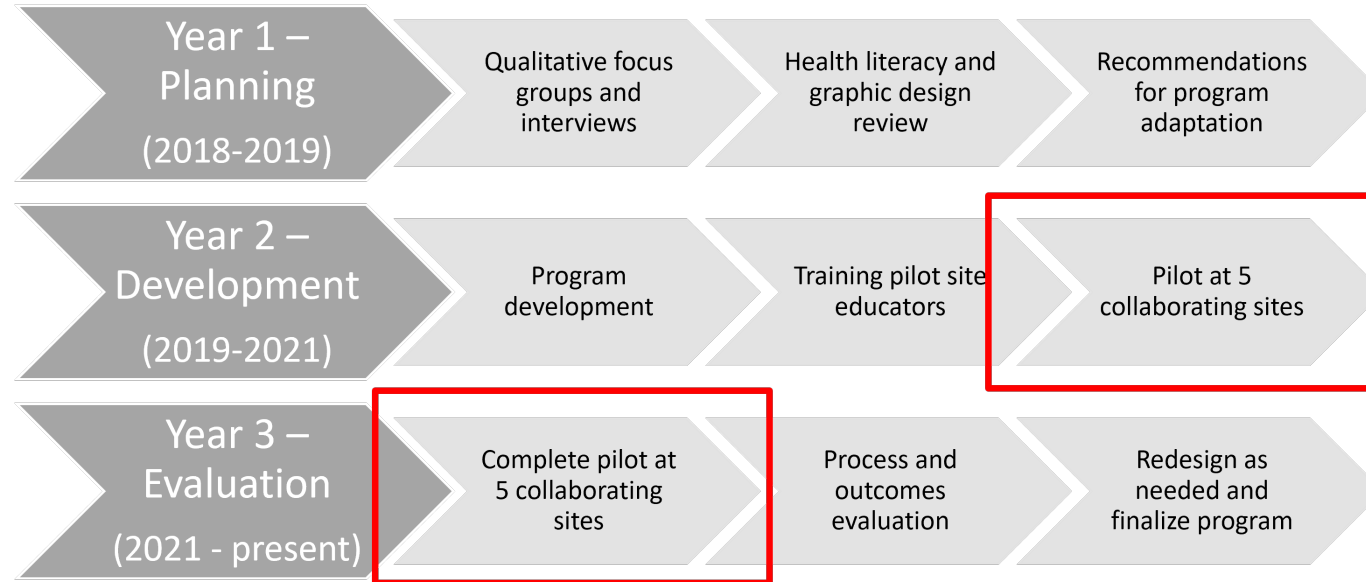 Year 1 –
Planning
(2018-2019)
Qualitative focus
groups and
interviews
Health literacy and
graphic design
review
Recommendations
for program
adaptation
Year 2 –
Development
(2019-2021)
Program
development
Training pilot site
educators
Pilot at 5
collaborating sites
Year 3 –
Evaluation
(2021 - present)
Complete pilot at
5 collaborating
sites
Process and
outcomes
evaluation
Redesign as
needed and
finalize program